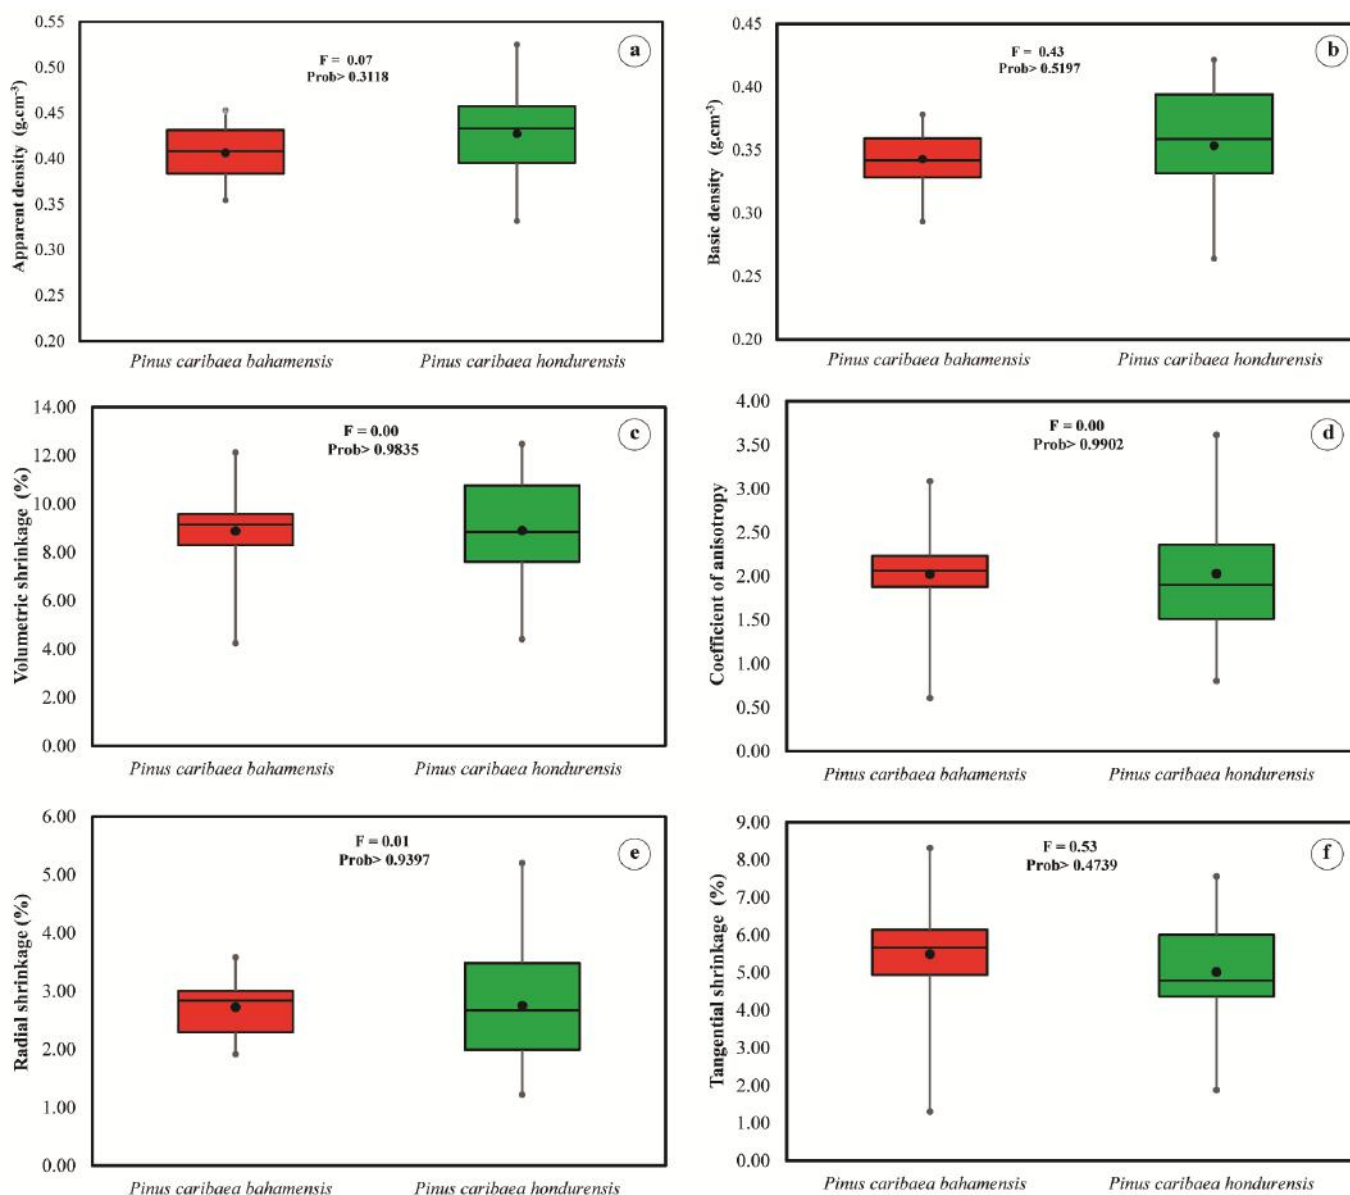 a
F = 0.07
Prob> 0.3118
Apparent density (g.cm-3)
0.55
0.50
0.45
0.40
0.35
0.30
0.25
0.20
Pinus caribaea bahamensis
Pinus caribaea hondurensis
b
F = 0.43
Prob> 0.5197
Basic density (g.cm-3)
0.45
0.40
0.35
0.30
0.25
0.20
Pinus caribaea bahamensis
Pinus caribaea hondurensis
c
F = 0.00
Prob> 0.9835
Volumetric shrinkage (%)
14.00
12.00
10.00
8.00
6.00
4.00
2.00
0.00
Pinus caribaea bahamensis
Pinus caribaea hondurensis
d
F = 0.00
Prob> 0.9902
Coefficient of anisotropy
4.00
3.50
3.00
2.50
2.00
1.50
1.00
0.50
0.00
Pinus caribaea bahamensis
Pinus caribaea hondurensis
e
F = 0.01
Prob> 0.9397
Radial shrinkage (%)
6.00
5.00
4.00
3.00
2.00
1.00
0.00
Pinus caribaea bahamensis
Pinus caribaea hondurensis
f
F = 0.53
Prob> 0.4739
Tangential shrinkage (%)
9.00
8.00
7.00
6.00
5.00
4.00
3.00
2.00
1.00
0.00
Pinus caribaea bahamensis
Pinus caribaea hondurensis